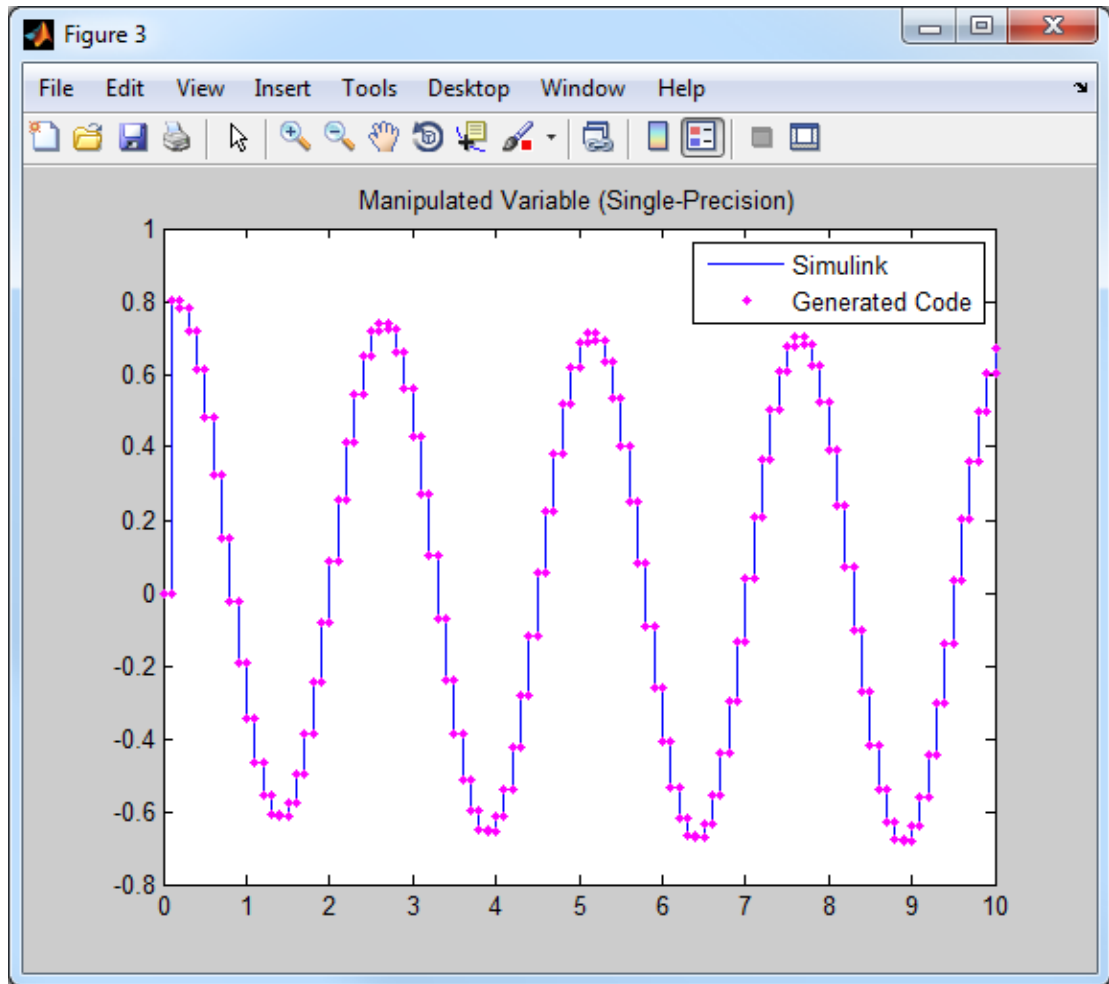 Figure 3
File Edit View Insert Tools Desktop Window Help
Manipulated Variable (Single-Precision)
Simulink
Generated Code
1
0.8
0.6
0.4
0.2
0
-0.2
-0.4
-0.6
-0.8
0 1 2 3 4 5 6 7 8 9 10